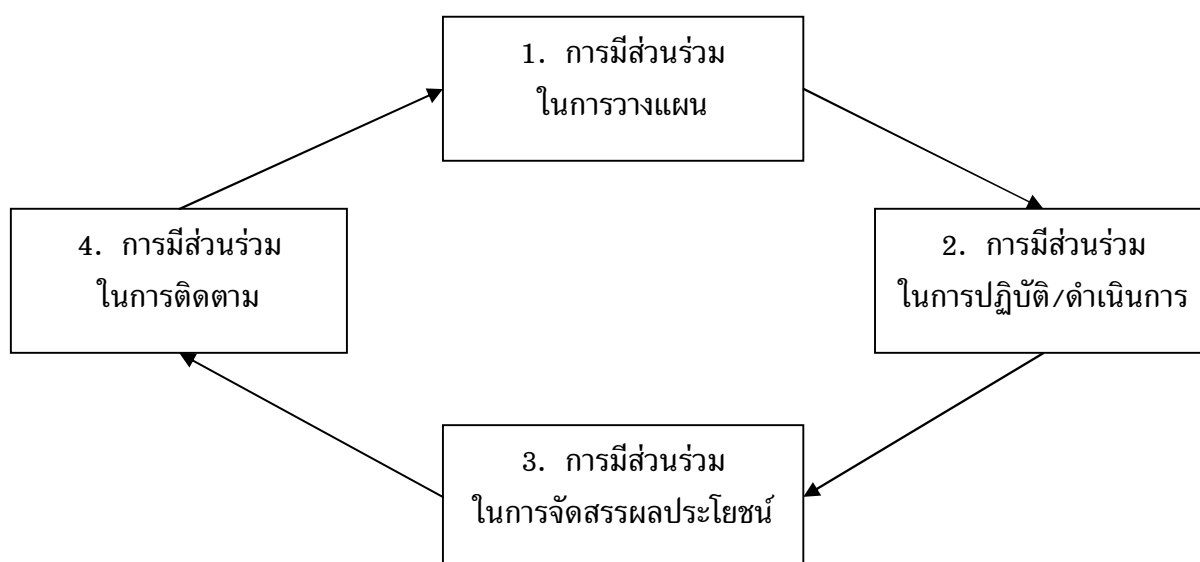 1. การมีส่วนร่วม
ในการวางแผน
2. การมีส่วนร่วม
ในการปฏิบัติ/ดำเนินการ
3. การมีส่วนร่วม
ในการจัดสรรผลประโยชน์
4. การมีส่วนร่วม
ในการติดตาม